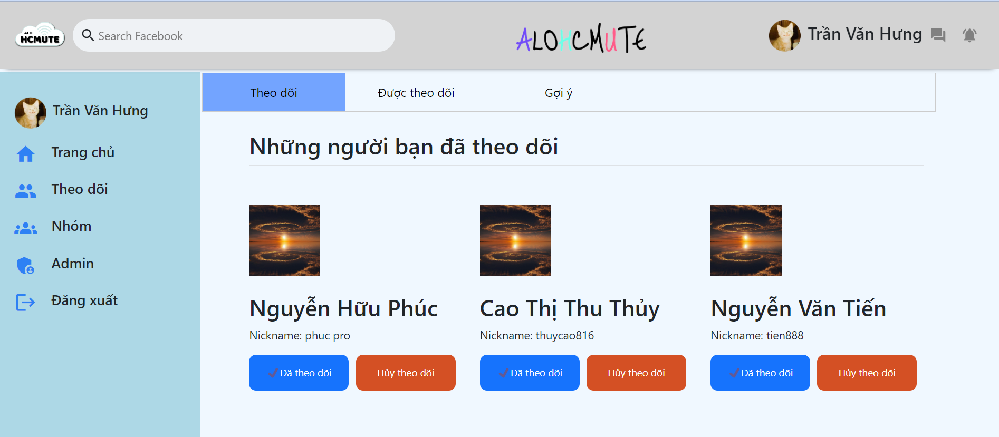 ALO
HCMUTE
Search Facebook
ALOHCMUTE
Trần Văn Hưng
Trần Văn Hưng
Trang chủ
Theo dõi
Nhóm
Admin
Đăng xuất
Theo dõi Được theo dõi Gợi ý
Những người bạn đã theo dõi
Nguyễn Hữu Phúc
Nickname: phuc pro
Đã theo dõi Hủy theo dõi
Cao Thị Thu Thủy
Nickname: thuycao816
Đã theo dõi Hủy theo dõi
Nguyễn Văn Tiến
Nickname: tien888
Đã theo dõi Hủy theo dõi